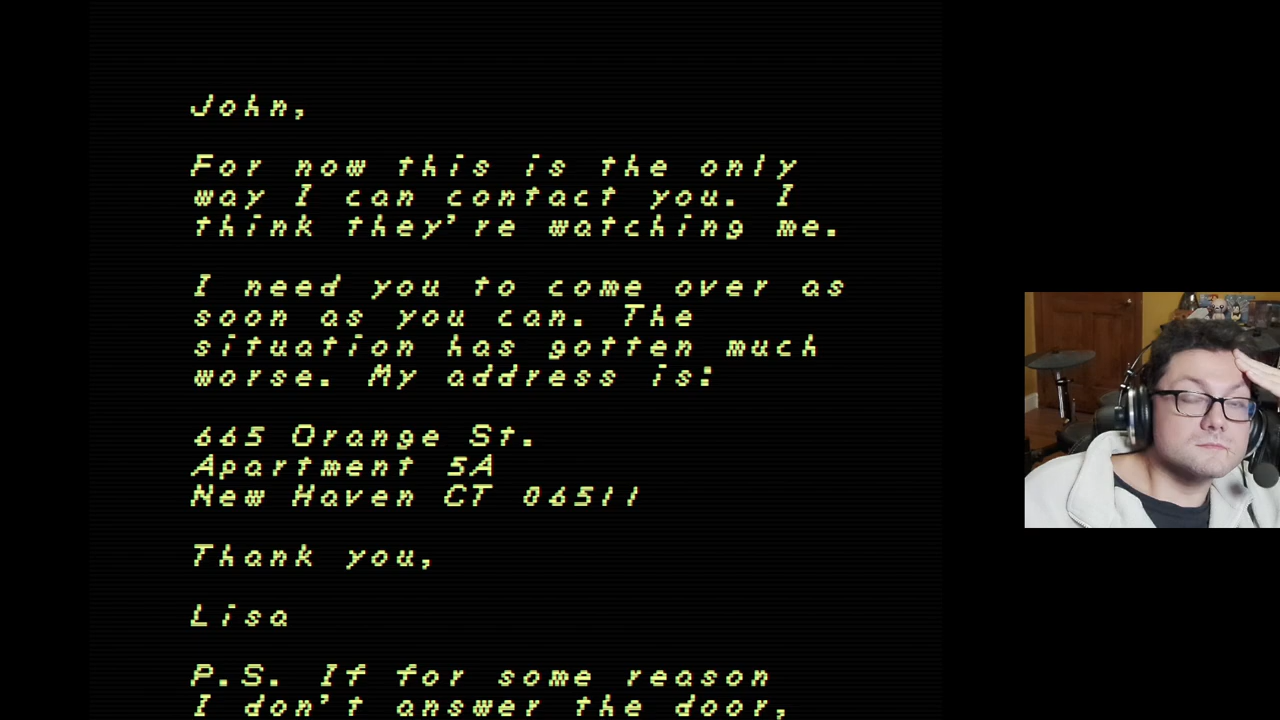 John,
For now this is the only
way I can contact you. I
think they're watching me.
I need you to come over as
soon as you can. The
situation has gotten much
worse. My address is:
665 Orange St.
Apartment 5A
New Haven CT 06511
Thank you,
Lisa
P.S. If for some reason
I don't answer the door,